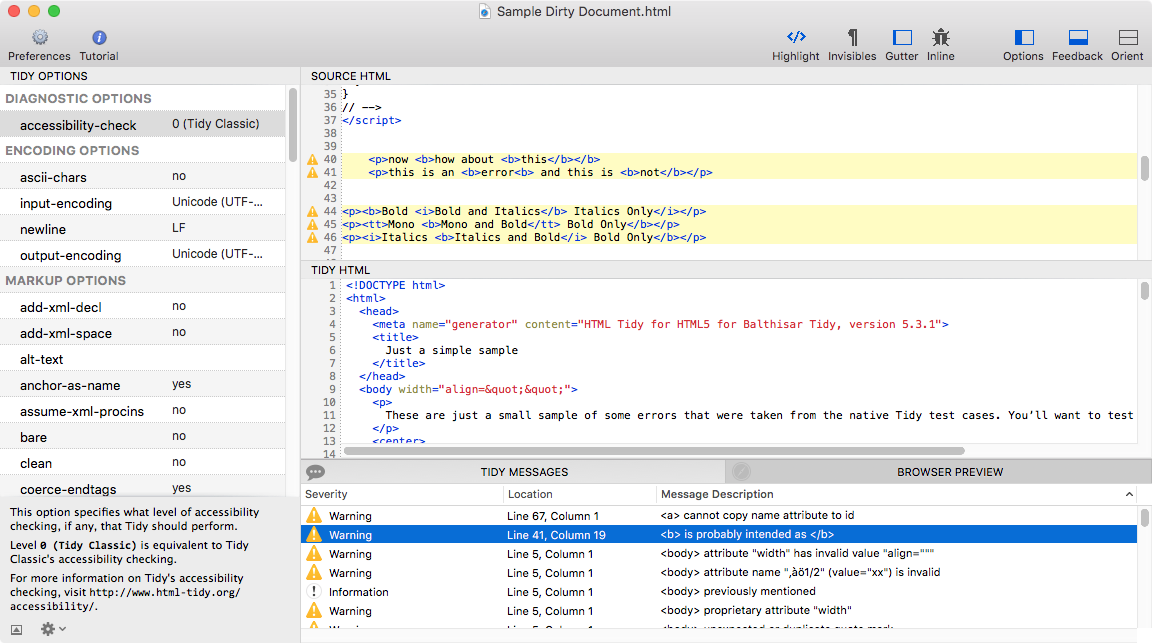 Sample Dirty Document.html
Preferences Tutorial Highlight Invisibles Gutter Inline Options Feedback Orient
TIDY OPTIONS
DIAGNOSTIC OPTIONS
accessibility-check 0 (Tidy Classic)
ENCODING OPTIONS
ascii-chars no
input-encoding Unicode (UTF-...
newline LF
output-encoding Unicode (UTF-...
MARKUP OPTIONS
add-xml-decl no
add-xml-space no
alt-text
anchor-as-name yes
assume-xml-procins no
bare no
clean no
coerce-endtags yes
This option specifies what level of accessibility
checking, if any, that Tidy should perform.
Level 0 (Tidy Classic) is equivalent to Tidy
Classic's accessibility checking.
For more information on Tidy's accessibility
checking, visit http://www.html-tidy.org/
accessibility/.
SOURCE HTML
35 }
36 // -->
37 </script>
38
39
40 <p>now <b>how about <b>this</b></b>
41 <p>this is an <b>error<b> and this is <b>not</b></p>
42
43
44 <p><b>Bold <i>Bold and Italics</b> Italics Only</i></p>
45 <p><tt>Mono <b>Mono and Bold</tt> Bold Only</b></p>
46 <p><i>Italics <b>Italics and Bold</i> Bold Only</b></p>
47
TIDY HTML
1 <!DOCTYPE html>
2 <html>
3 <head>
4 <meta name="generator" content="HTML Tidy for HTML5 for Balthisar Tidy, version 5.3.1">
5 <title>
6 Just a simple sample
7 </title>
8 </head>
9 <body width="align=&quot;&quot;">
10 <p>
11 These are just a small sample of some errors that were taken from the native Tidy test cases. You'll want to test
12 </p>
13 <center>
14
TIDY MESSAGES BROWSER PREVIEW
Severity Location Message Description
Warning Line 67, Column 1 <a> cannot copy name attribute to id
Warning Line 41, Column 19 <b> is probably intended as </b>
Warning Line 5, Column 1 <body> attribute "width" has invalid value "align="""
Warning Line 5, Column 1 <body> attribute name ",àö1/2" (value="xx") is invalid
Information Line 5, Column 1 <body> previously mentioned
Warning Line 5, Column 1 <body> proprietary attribute "width"
Warning Line 5, Column 1 <body> unexpected or duplicate quote mark